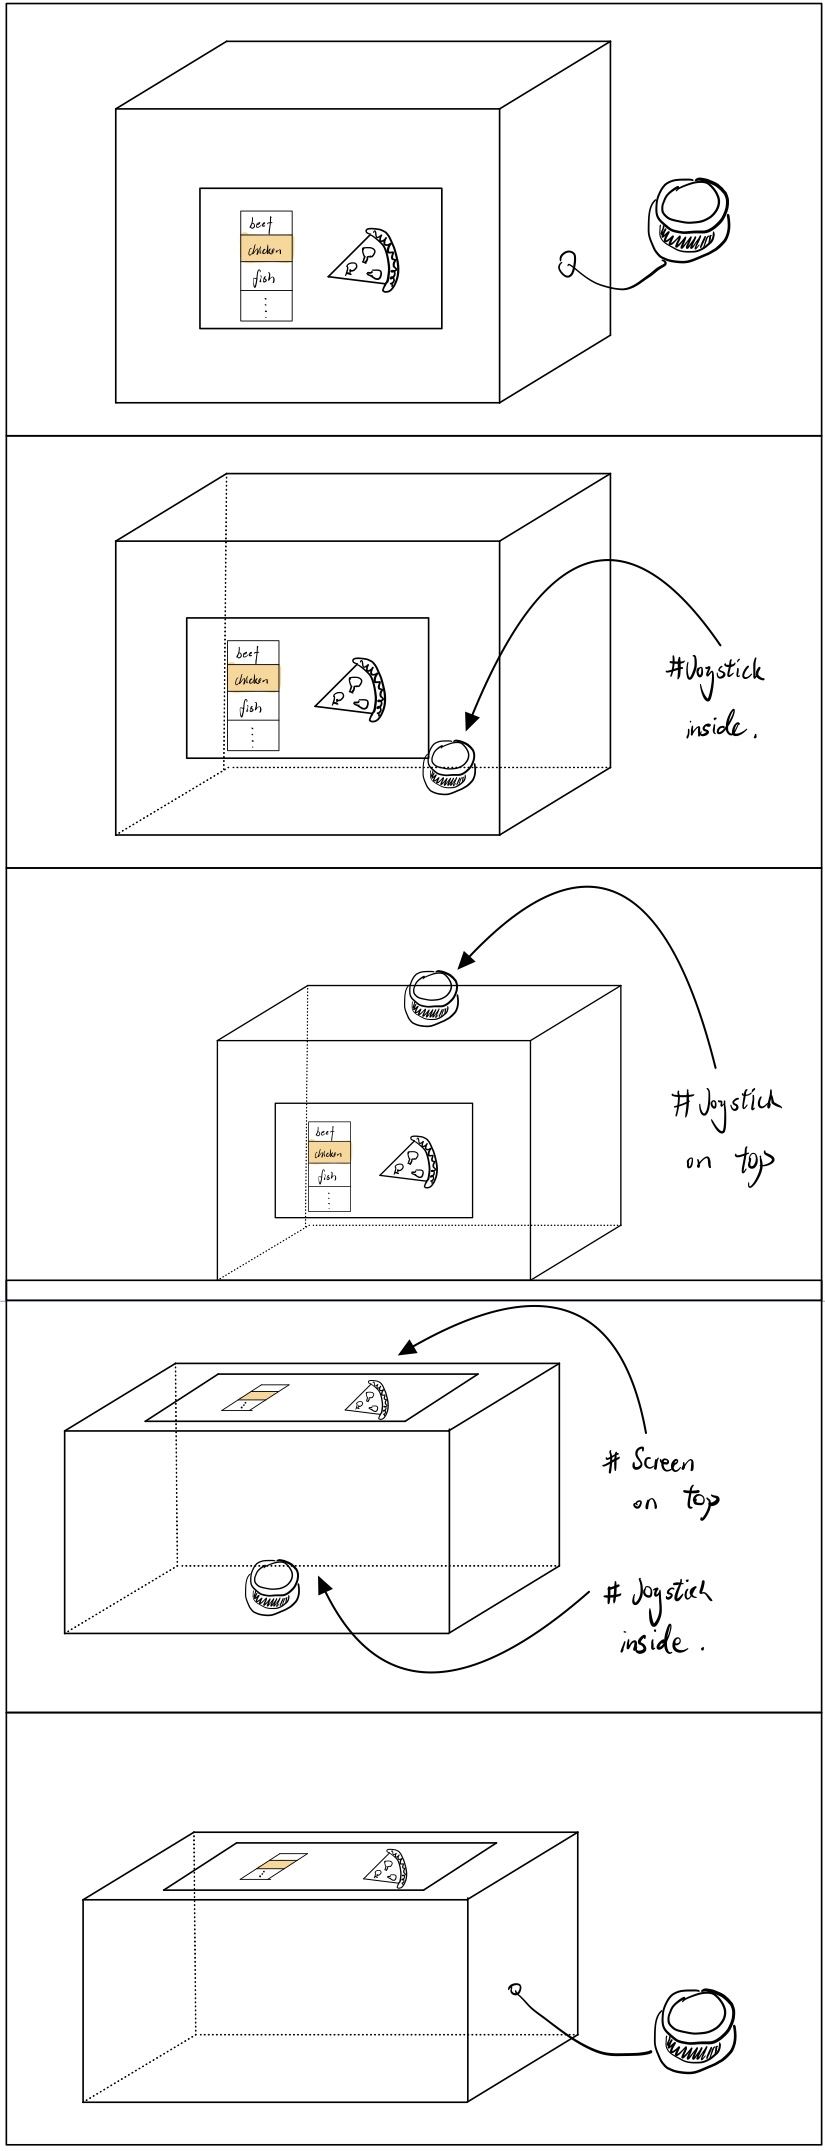 beef
chicken
fish
beef
chicken
fish
#Joystick
inside.
beef
chicken
fish
#Joystick
on top
# Screen
on top
# Joystick
inside.